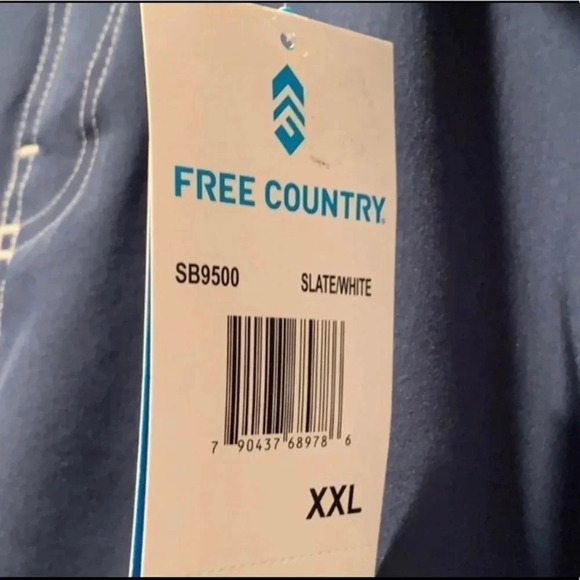 FREE COUNTRY®
SB9500 SLATE/WHITE
7 90437 68978 6
XXL